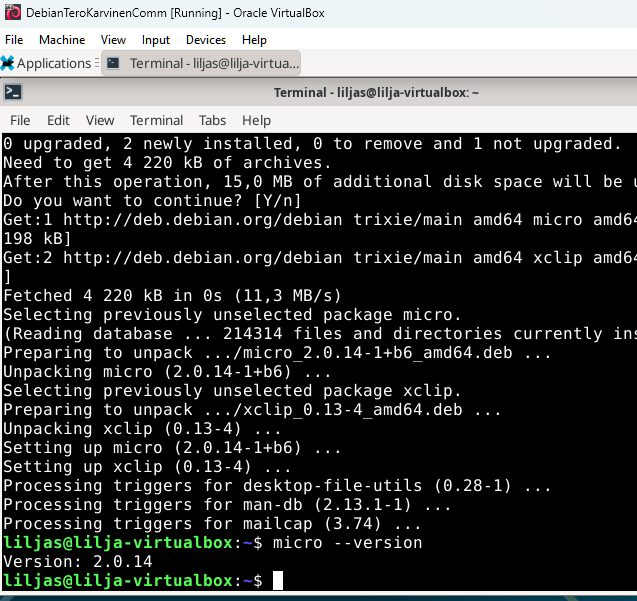 DebianTeroKarvinenComm [Running] - Oracle VirtualBox
File Machine View Input Devices Help
Applications Terminal - liljas@lilja-virtua...
Terminal - liljas@lilja-virtualbox: ~
File Edit View Terminal Tabs Help
0 upgraded, 2 newly installed, 0 to remove and 1 not upgraded.
Need to get 4 220 kB of archives.
After this operation, 15,0 MB of additional disk space will be
Do you want to continue? [Y/n]
Get:1 http://deb.debian.org/debian trixie/main amd64 micro amd64
198 kB]
Get:2 http://deb.debian.org/debian trixie/main amd64 xclip amd64
]
Fetched 4 220 kB in 0s (11,3 MB/s)
Selecting previously unselected package micro.
(Reading database ... 214314 files and directories currently ins
Preparing to unpack .../micro_2.0.14-1+b6_amd64.deb ...
Unpacking micro (2.0.14-1+b6) ...
Selecting previously unselected package xclip.
Preparing to unpack .../xclip_0.13-4_amd64.deb ...
Unpacking xclip (0.13-4) ...
Setting up micro (2.0.14-1+b6) ...
Setting up xclip (0.13-4) ...
Processing triggers for desktop-file-utils (0.28-1) ...
Processing triggers for man-db (2.13.1-1) ...
Processing triggers for mailcap (3.74) ...
liljas@lilja-virtualbox:~$ micro --version
Version: 2.0.14
liljas@lilja-virtualbox:~$